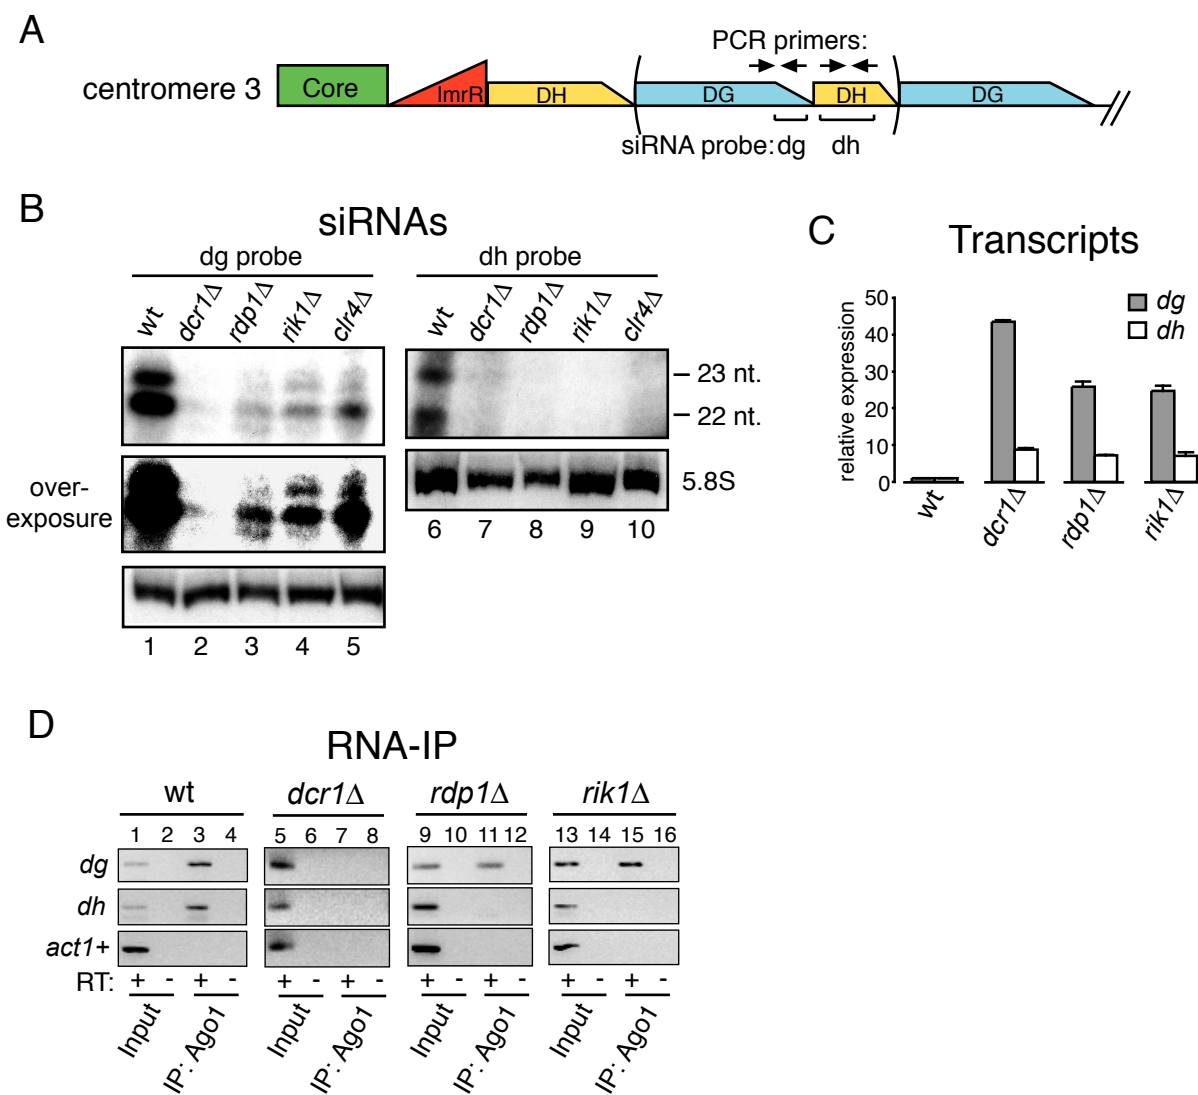 A
PCR primers:
centromere 3
Core
ImrR
DH
DG
DH
DG
siRNA probe: dg dh
B
siRNAs
dg probe
dh probe
wt dcr1Δ rdp1Δ rik1Δ clr4Δ
wt dcr1Δ rdp1Δ rik1Δ clr4Δ
– 23 nt.
– 22 nt.
over-
exposure
5.8S
6 7 8 9 10
1 2 3 4 5
C
Transcripts
relative expression
50
40
30
20
10
0
dg
dh
wt
dcr1Δ
rdp1Δ
rik1Δ
D
RNA-IP
wt dcr1Δ rdp1Δ rik1Δ
1 2 3 4 5 6 7 8 9 10 11 12 13 14 15 16
dg
dh
act1+
RT: + - + - + - + - + - + - + - + -
Input IP: Ago1 Input IP: Ago1 Input IP: Ago1 Input IP: Ago1